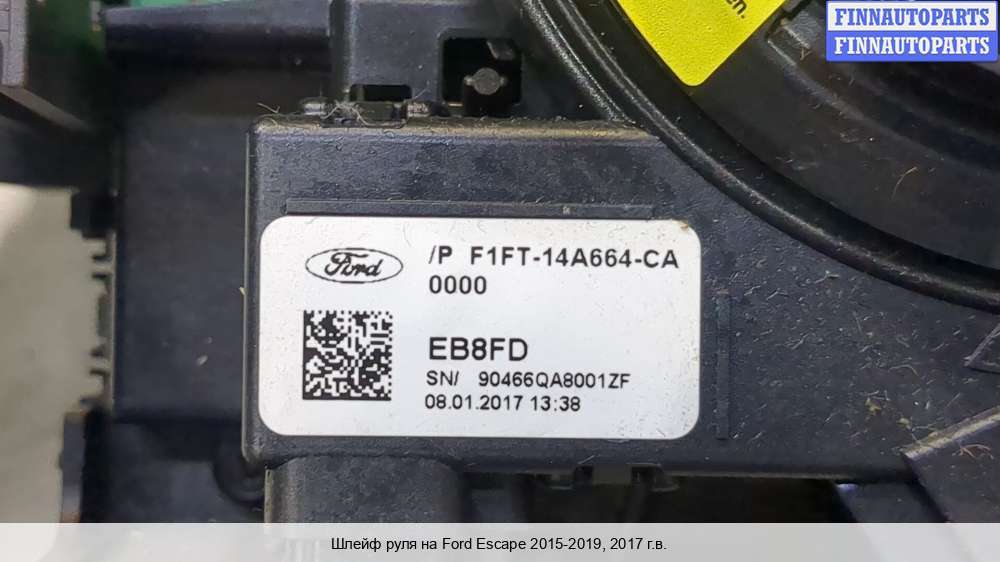 en.
FINNAUTOPARTS
FINNAUTOPARTS
Ford
/P F1FT-14A664-CA
0000
EB8FD
SN/ 90466QA8001ZF
08.01.2017 13:38
Шлейф руля на Ford Escape 2015-2019, 2017 г.в.